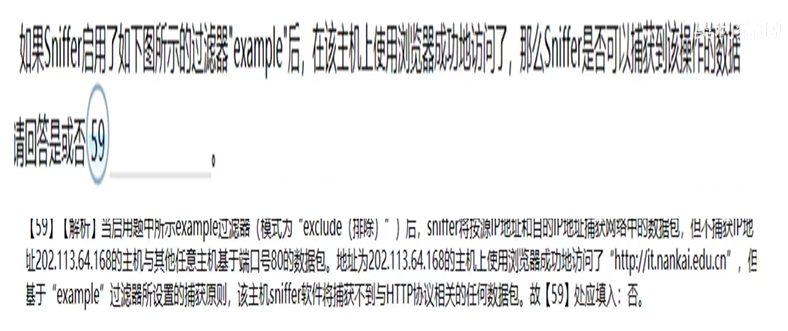 如果Sniffer启用了如下图所示的过滤器"example"后，在该主机上使用浏览器成功地访问了，那么Sniffer是否可以捕获到该操作的数据
请回答是或否59 ________。
【59】【解析】当启用题中所示example过滤器（模式为“exclude（排除）”）后，sniffer将按源IP地址和目的IP地址捕获网络中的数据包，但不捕获IP地
址202.113.64.168的主机与其他任意主机基于端口号80的数据包。地址为202.113.64.168的主机上使用浏览器成功地访问了“http://it.nankai.edu.cn”，但
基于“example”过滤器所设置的捕获原则，该主机sniffer软件将捕获不到与HTTP协议相关的任何数据包。故【59】处应填入：否。